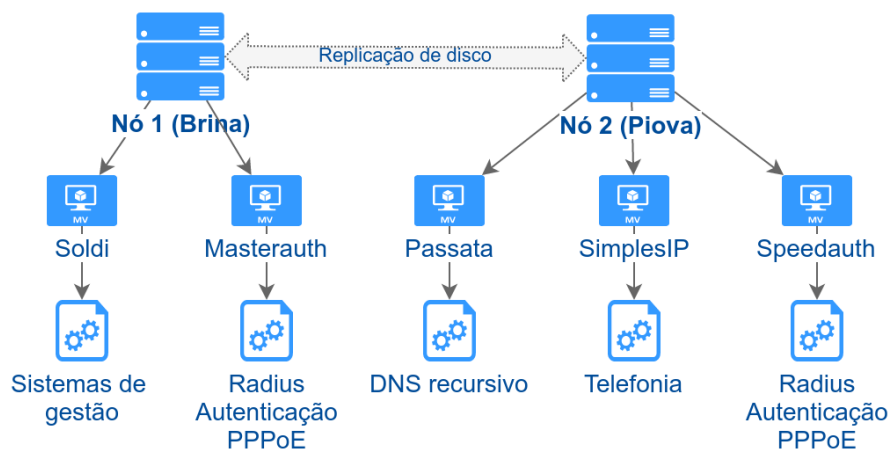 Replicação de disco
Nó 1 (Brina)
Nó 2 (Piova)
MV
MV
MV
MV
MV
Soldi
Masterauth
Passata
SimplesIP
Speedauth
Sistemas de
gestão
Radius
Autenticação
PPPoE
DNS recursivo
Telefonia
Radius
Autenticação
PPPoE